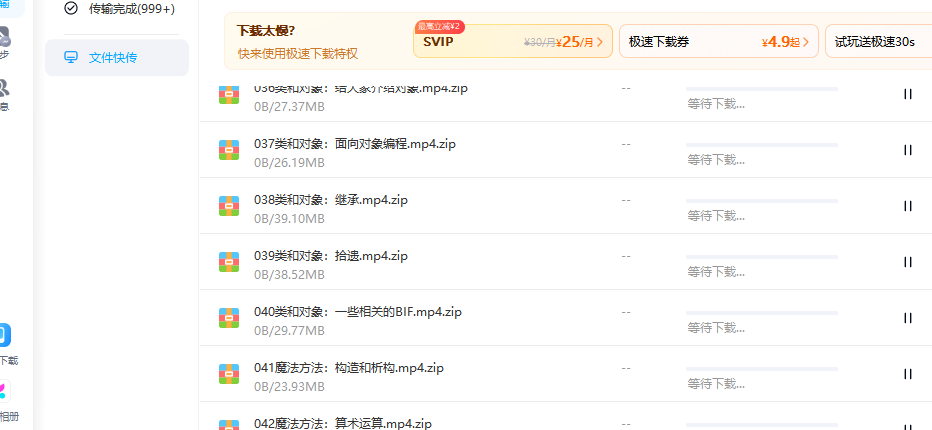 输
传输完成(999+)
下载太慢？
快来使用极速下载特权
最高立减¥2
SVIP
¥30/月
¥25/月
极速下载券
¥4.9起
试玩送极速30s
步
文件快传
息
036类和对象：给大家介绍对象.mp4.zip
0B/27.37MB
--
等待下载...
037类和对象：面向对象编程.mp4.zip
0B/26.19MB
--
等待下载...
038类和对象：继承.mp4.zip
0B/39.10MB
--
等待下载...
039类和对象：拾遗.mp4.zip
0B/38.52MB
--
等待下载...
040类和对象：一些相关的BIF.mp4.zip
0B/29.77MB
--
等待下载...
041魔法方法：构造和析构.mp4.zip
0B/23.93MB
--
等待下载...
042魔法方法：算术运算.mp4.zip
--
下载
相册